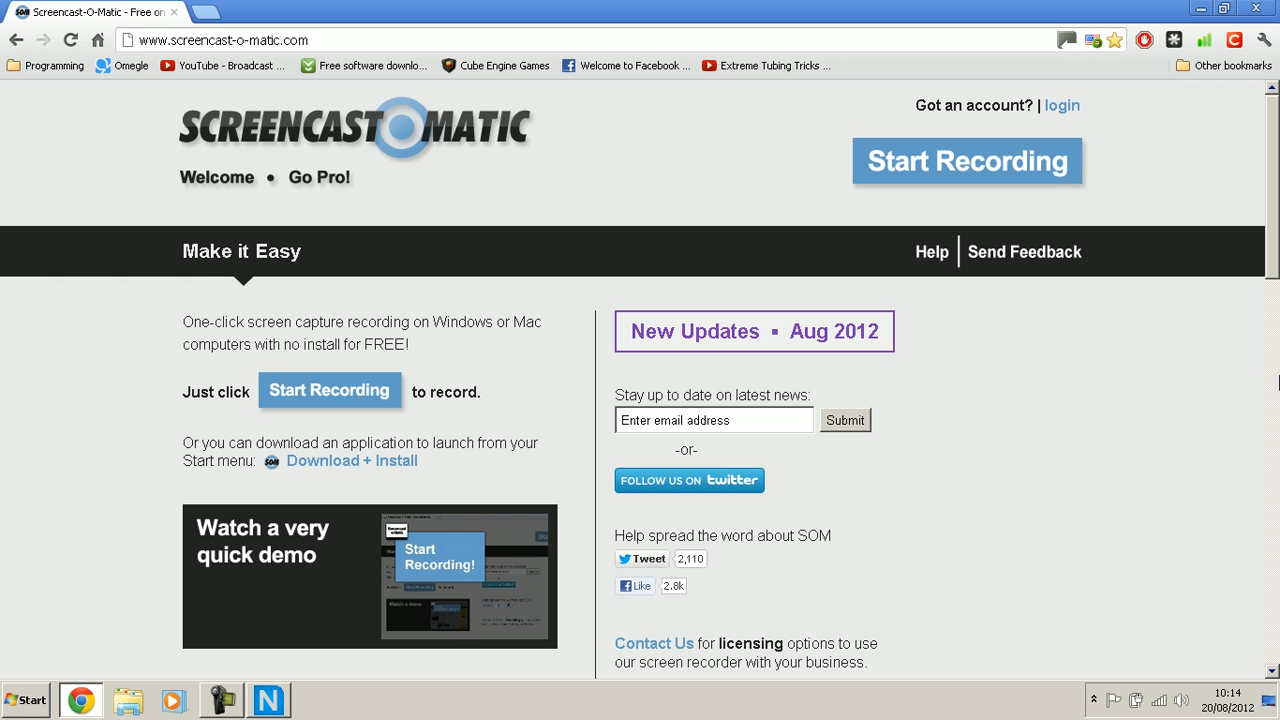 Screencast-O-Matic - Free on
www.screencast-o-matic.com
Programming
Omegle
YouTube - Broadcast ...
Free software downlo...
Cube Engine Games
Welcome to Facebook ...
Extreme Tubing Tricks ...
Other bookmarks
SCREENCAST O MATIC
Got an account? | login
Start Recording
Welcome • Go Pro!
Make it Easy
Help
Send Feedback
One-click screen capture recording on Windows or Mac
computers with no install for FREE!
Just click Start Recording to record.
Or you can download an application to launch from your
Start menu: SOM Download + Install
Watch a very
quick demo
Start
Recording!
New Updates ▪ Aug 2012
Stay up to date on latest news:
Enter email address
Submit
-or-
FOLLOW US ON twitter
Help spread the word about SOM
Tweet 2,110
Like 2.8k
Contact Us for licensing options to use
our screen recorder with your business.
Start
10:14
20/08/2012